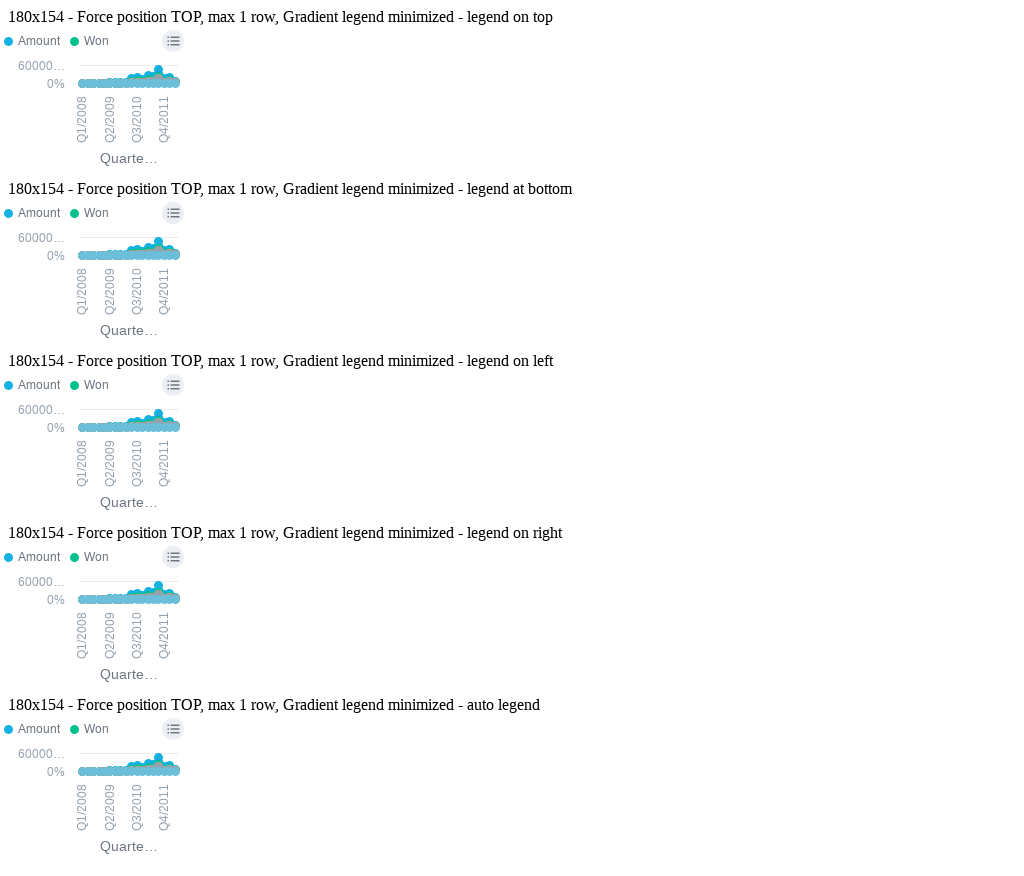 180x154 - Force position TOP, max 1 row, Gradient legend minimized - legend on top
Amount Won
60000…
0%
Q1/2008 Q2/2009 Q3/2010 Q4/2011
Quarte…
180x154 - Force position TOP, max 1 row, Gradient legend minimized - legend at bottom
Amount Won
60000…
0%
Q1/2008 Q2/2009 Q3/2010 Q4/2011
Quarte…
180x154 - Force position TOP, max 1 row, Gradient legend minimized - legend on left
Amount Won
60000…
0%
Q1/2008 Q2/2009 Q3/2010 Q4/2011
Quarte…
180x154 - Force position TOP, max 1 row, Gradient legend minimized - legend on right
Amount Won
60000…
0%
Q1/2008 Q2/2009 Q3/2010 Q4/2011
Quarte…
180x154 - Force position TOP, max 1 row, Gradient legend minimized - auto legend
Amount Won
60000…
0%
Q1/2008 Q2/2009 Q3/2010 Q4/2011
Quarte…